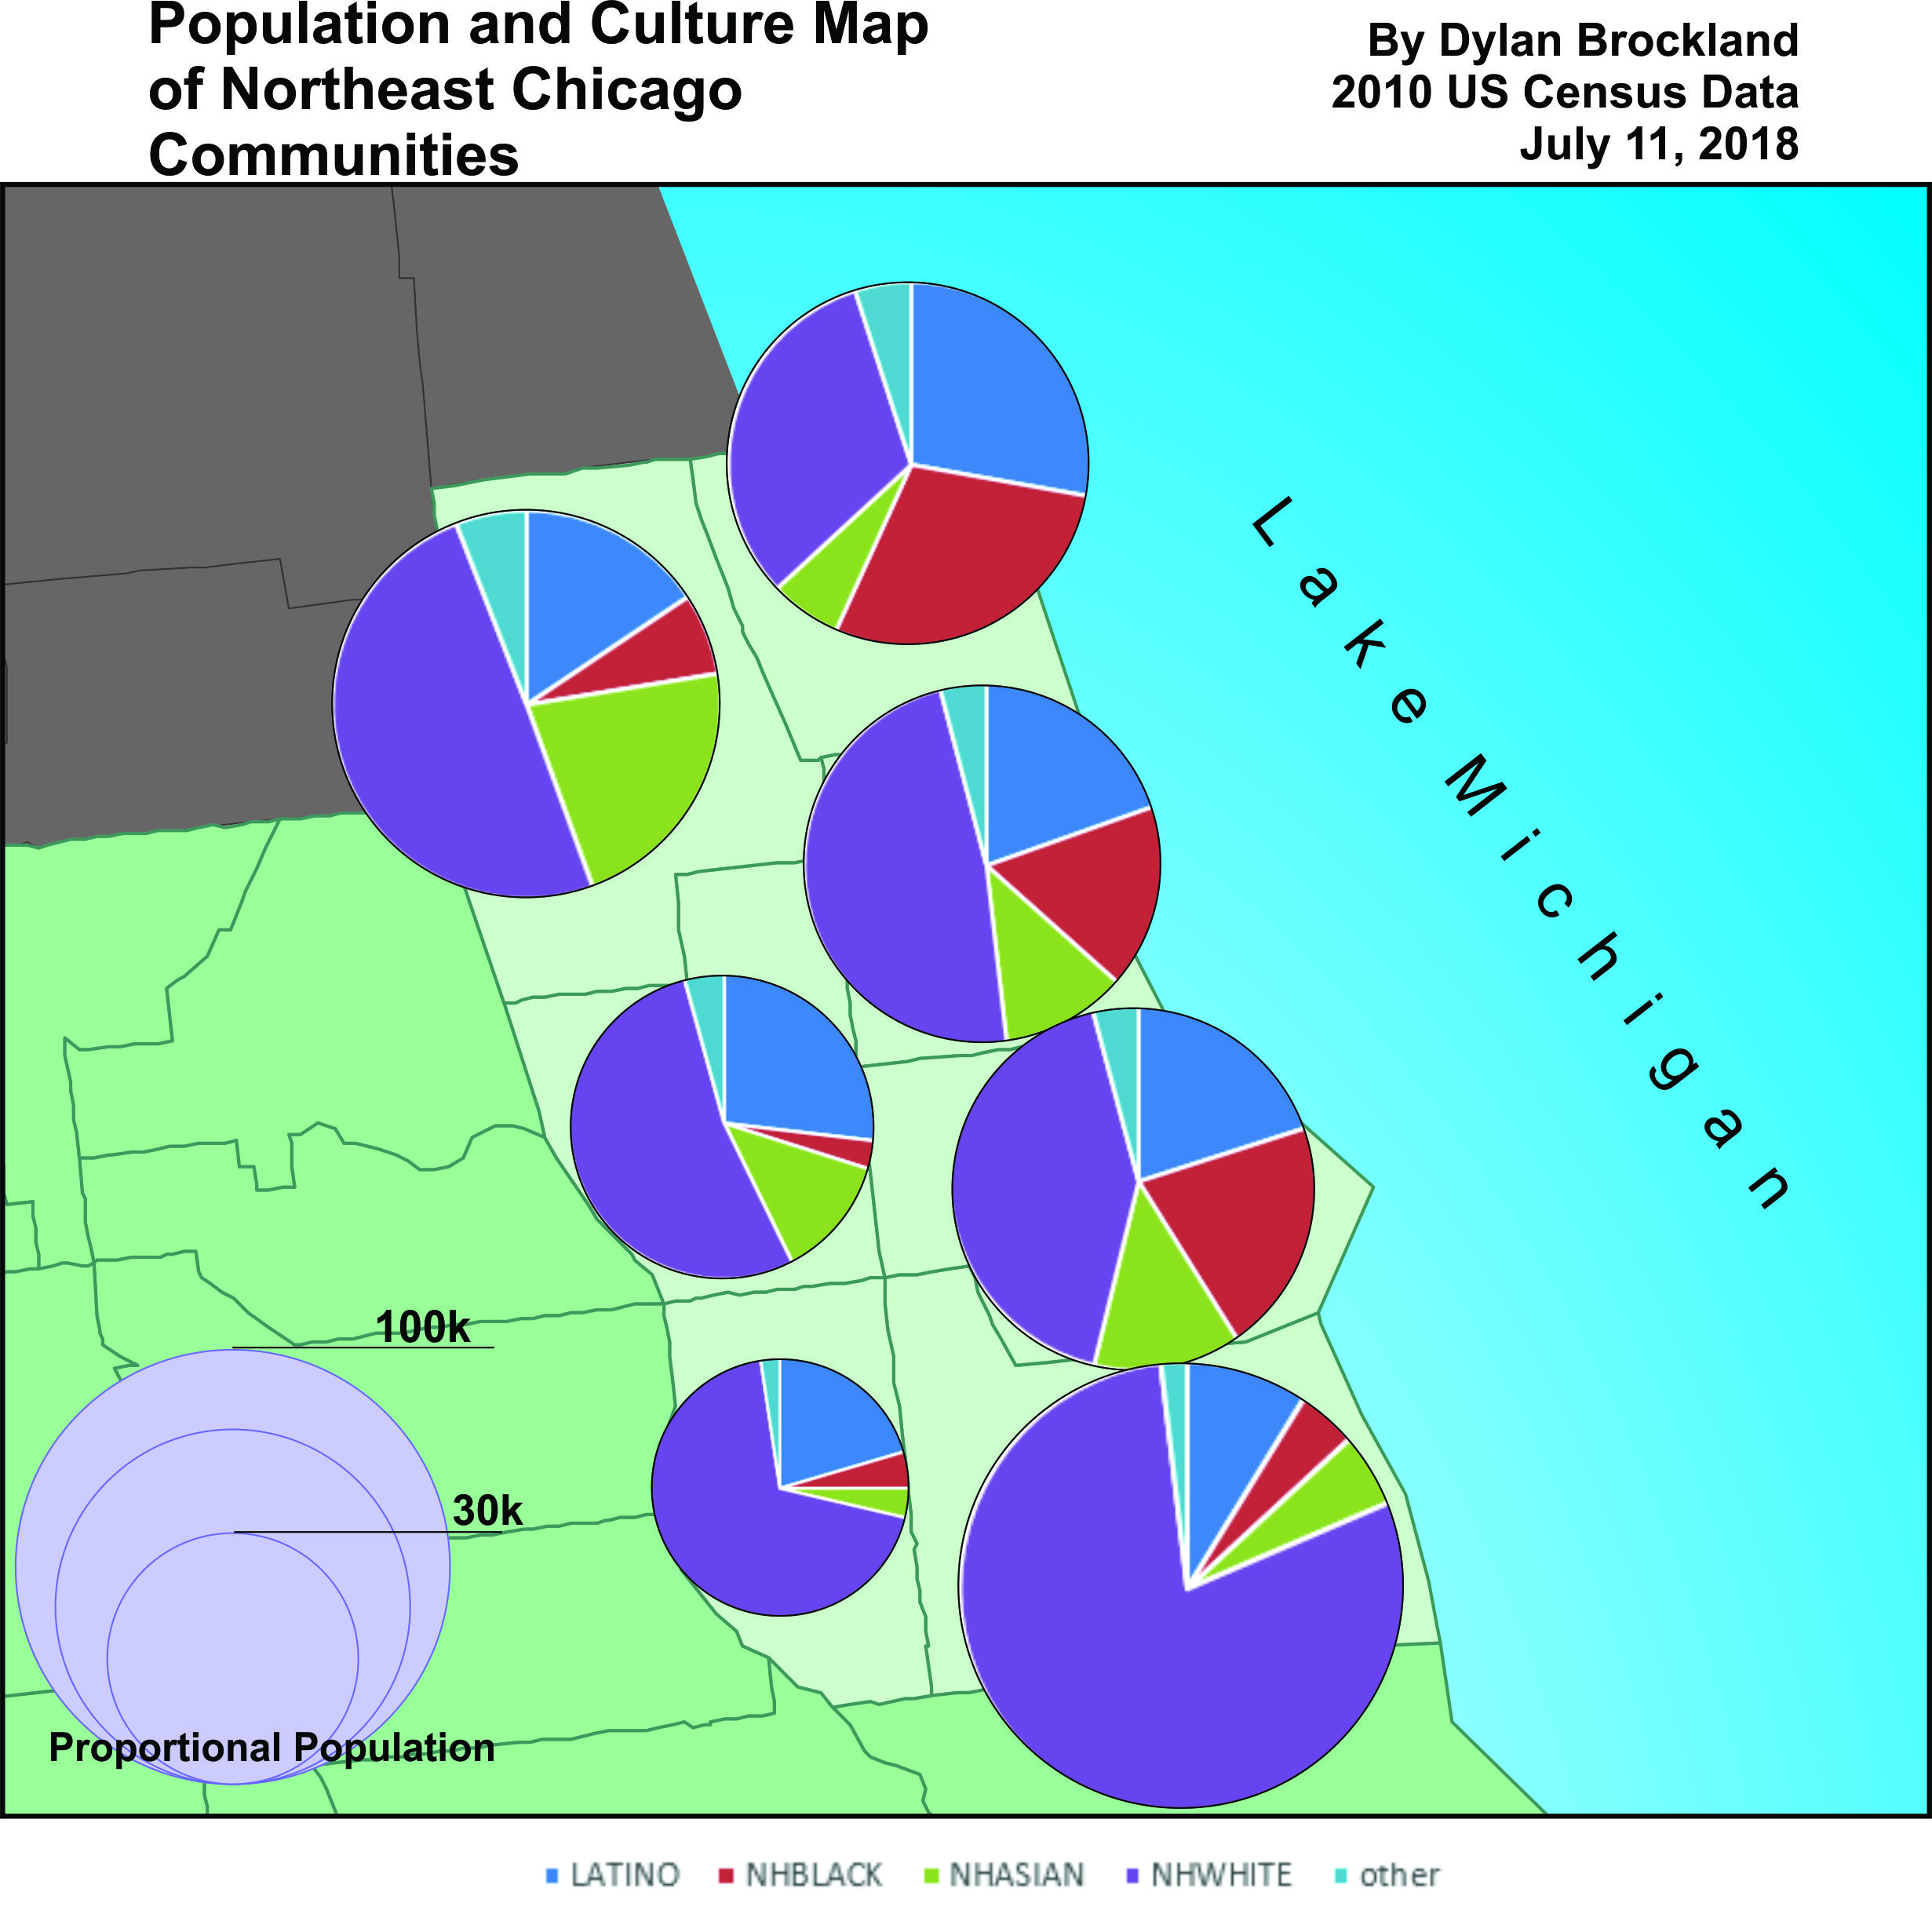 Population and Culture Map
of Northeast Chicago
Communities
By Dylan Brockland
2010 US Census Data
July 11, 2018
Lake Michigan
100k
30k
Proportional Population
LATINO NHBLACK NHASIAN NHWHITE other